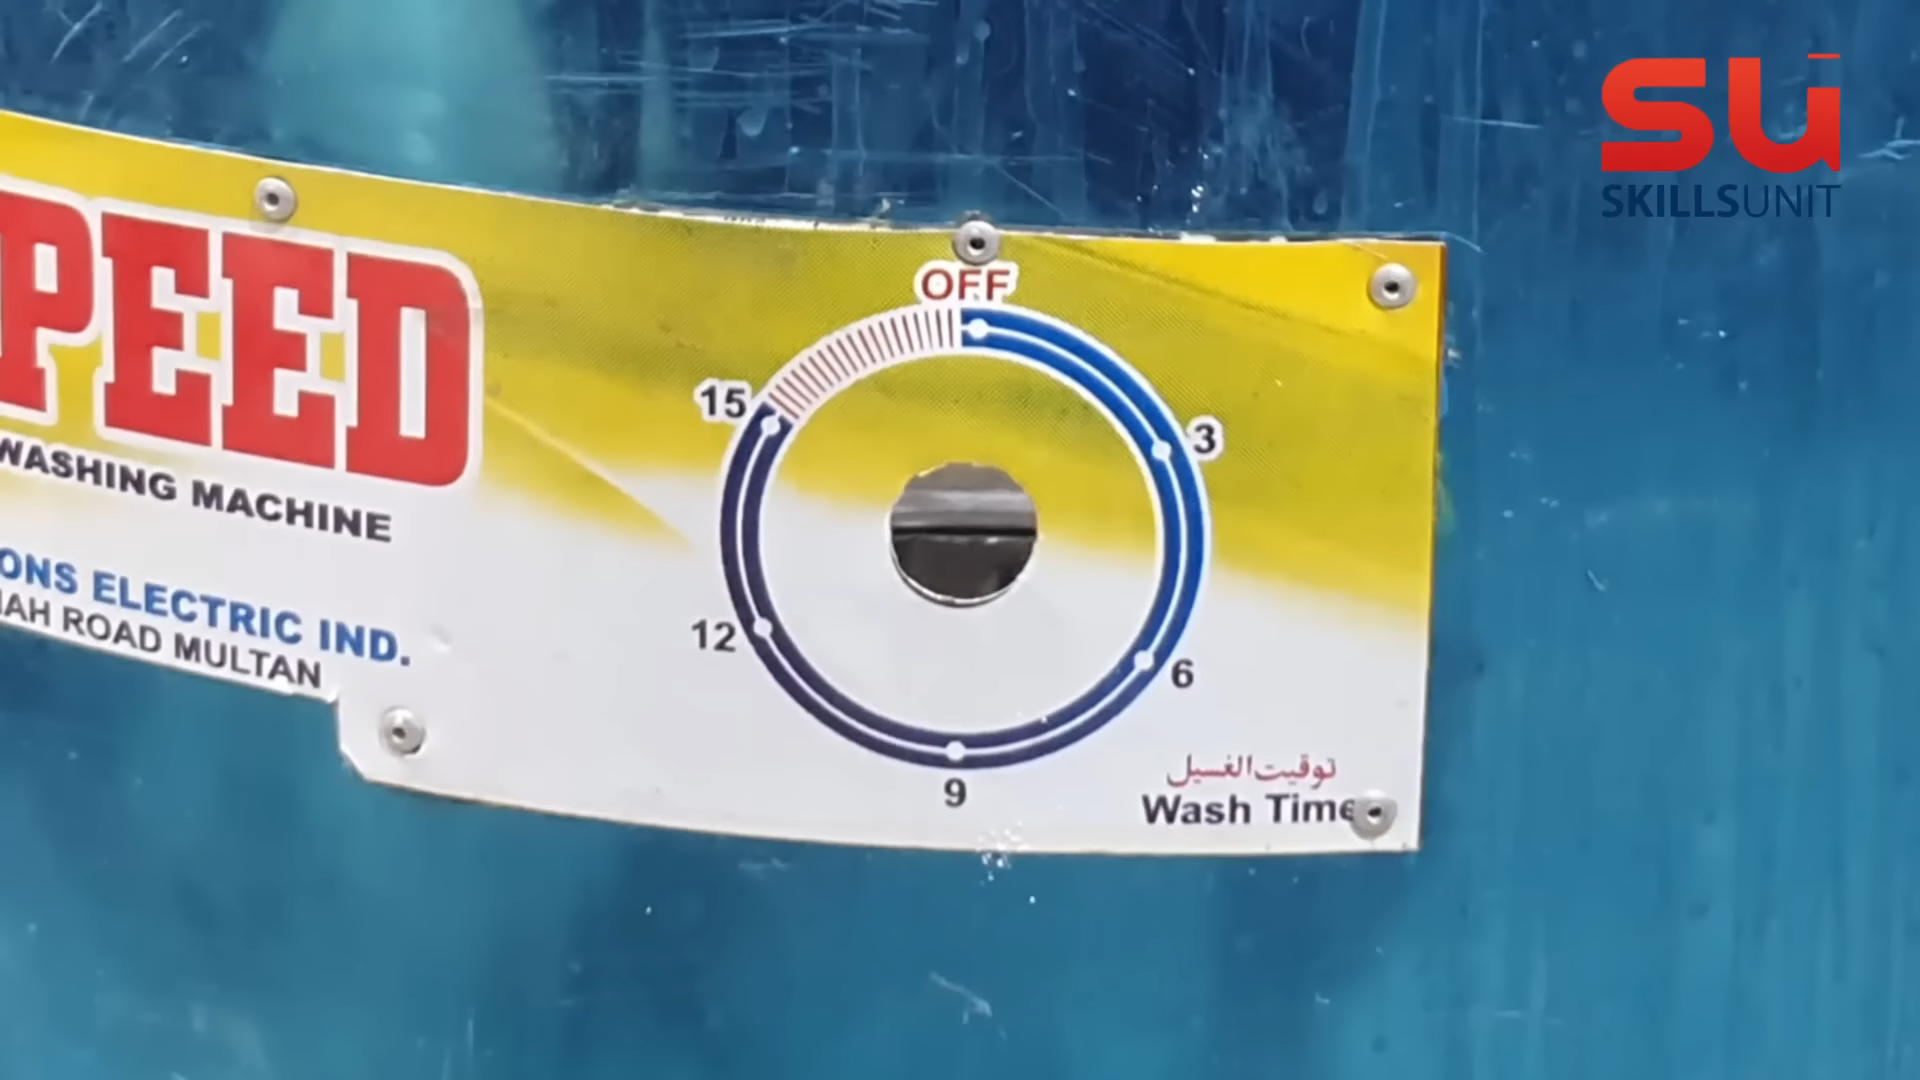 SU
SKILLSUNIT
PEED
WASHING MACHINE
ONS ELECTRIC IND.
ROAD MULTAN
OFF
3
6
9
12
15
توقيت الغسيل
Wash Time